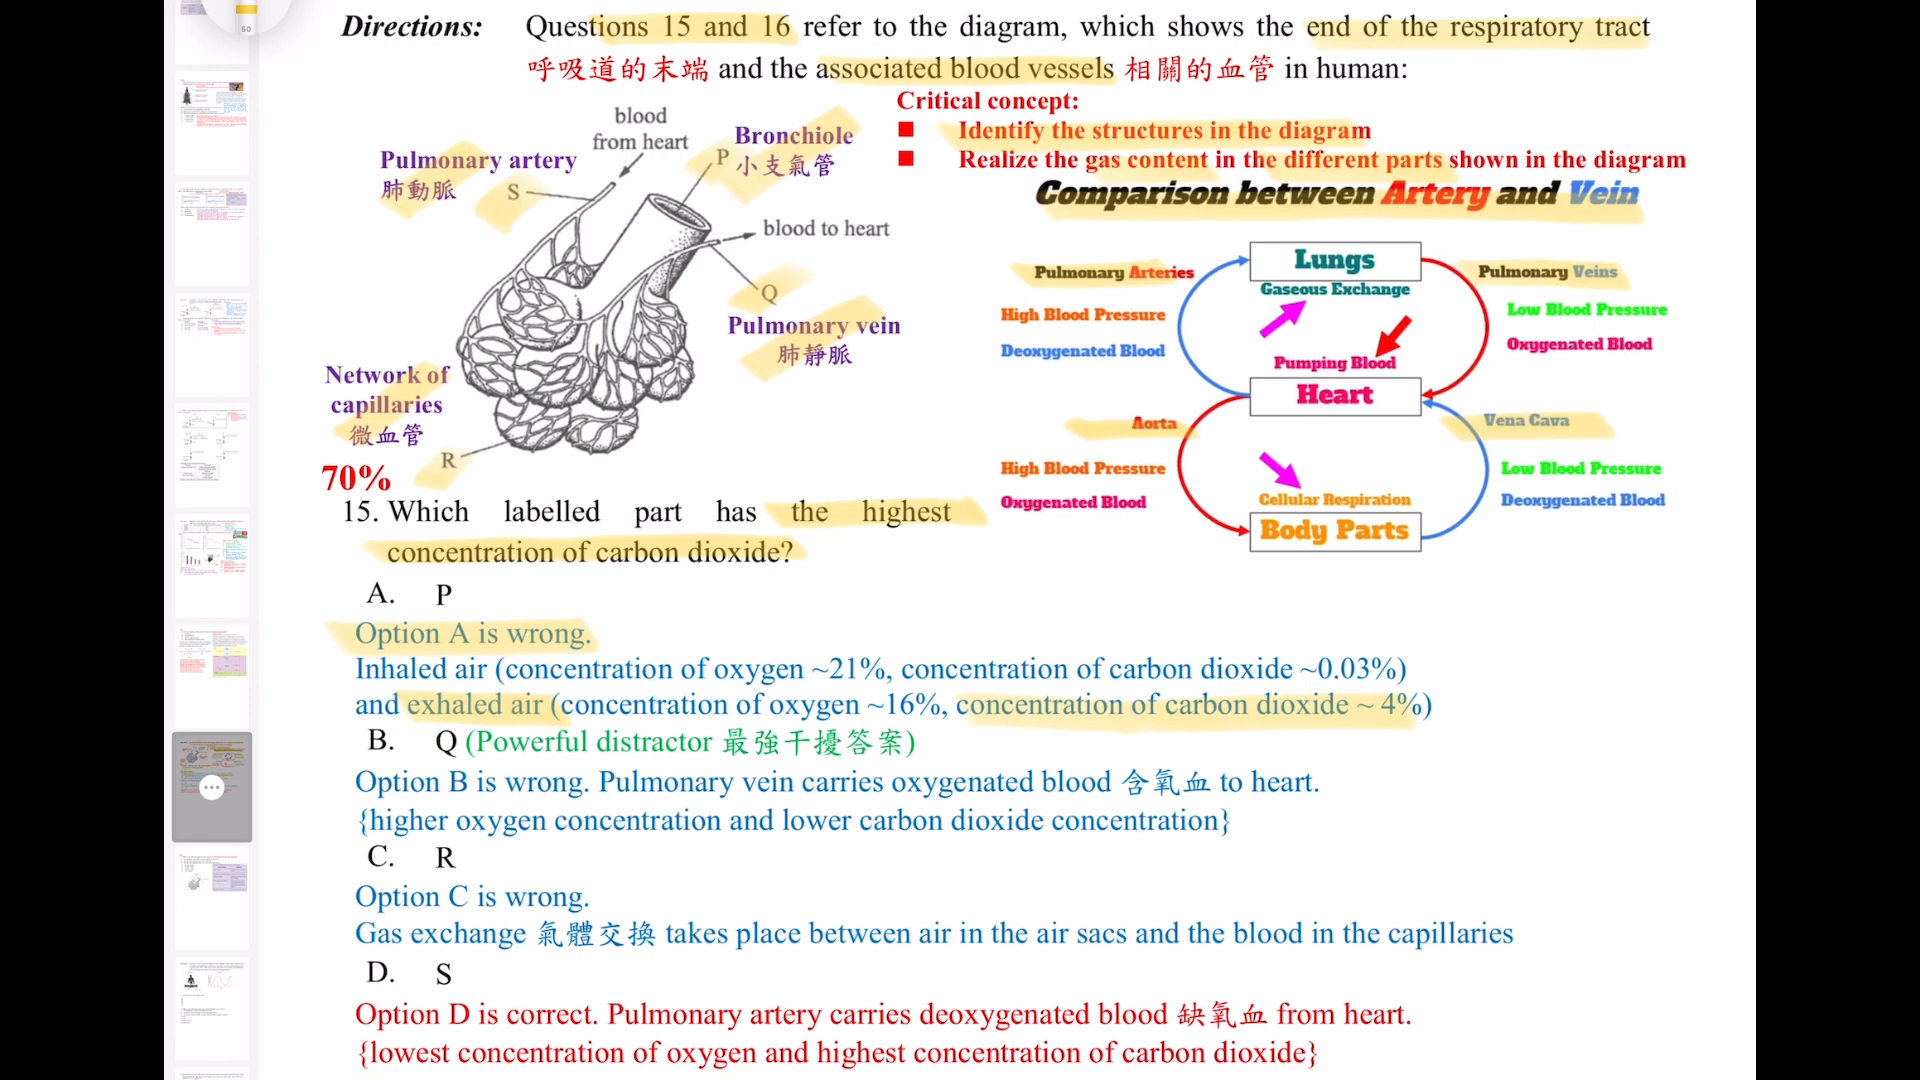 50
Directions: Questions 15 and 16 refer to the diagram, which shows the end of the respiratory tract
呼吸道的末端 and the associated blood vessels 相關的血管 in human:
blood
from heart
Pulmonary artery
肺動脈
S
P
Bronchiole
小支氣管
blood to heart
Q
Pulmonary vein
肺靜脈
Network of
capillaries
微血管
R
70%
Critical concept:
■ Identify the structures in the diagram
■ Realize the gas content in the different parts shown in the diagram
Comparison between Artery and Vein
Lungs
Gaseous Exchange
Pulmonary Arteries
High Blood Pressure
Deoxygenated Blood
Pulmonary Veins
Low Blood Pressure
Oxygenated Blood
Pumping Blood
Heart
Aorta
High Blood Pressure
Oxygenated Blood
Vena Cava
Low Blood Pressure
Deoxygenated Blood
Cellular Respiration
Body Parts
15. Which labelled part has the highest
concentration of carbon dioxide?
A. P
Option A is wrong.
Inhaled air (concentration of oxygen ~21%, concentration of carbon dioxide ~0.03%)
and exhaled air (concentration of oxygen ~16%, concentration of carbon dioxide ~ 4%)
B. Q (Powerful distractor 最強干擾答案)
Option B is wrong. Pulmonary vein carries oxygenated blood 含氧血 to heart.
{higher oxygen concentration and lower carbon dioxide concentration}
C. R
Option C is wrong.
Gas exchange 氣體交換 takes place between air in the air sacs and the blood in the capillaries
D. S
Option D is correct. Pulmonary artery carries deoxygenated blood 缺氧血 from heart.
{lowest concentration of oxygen and highest concentration of carbon dioxide}